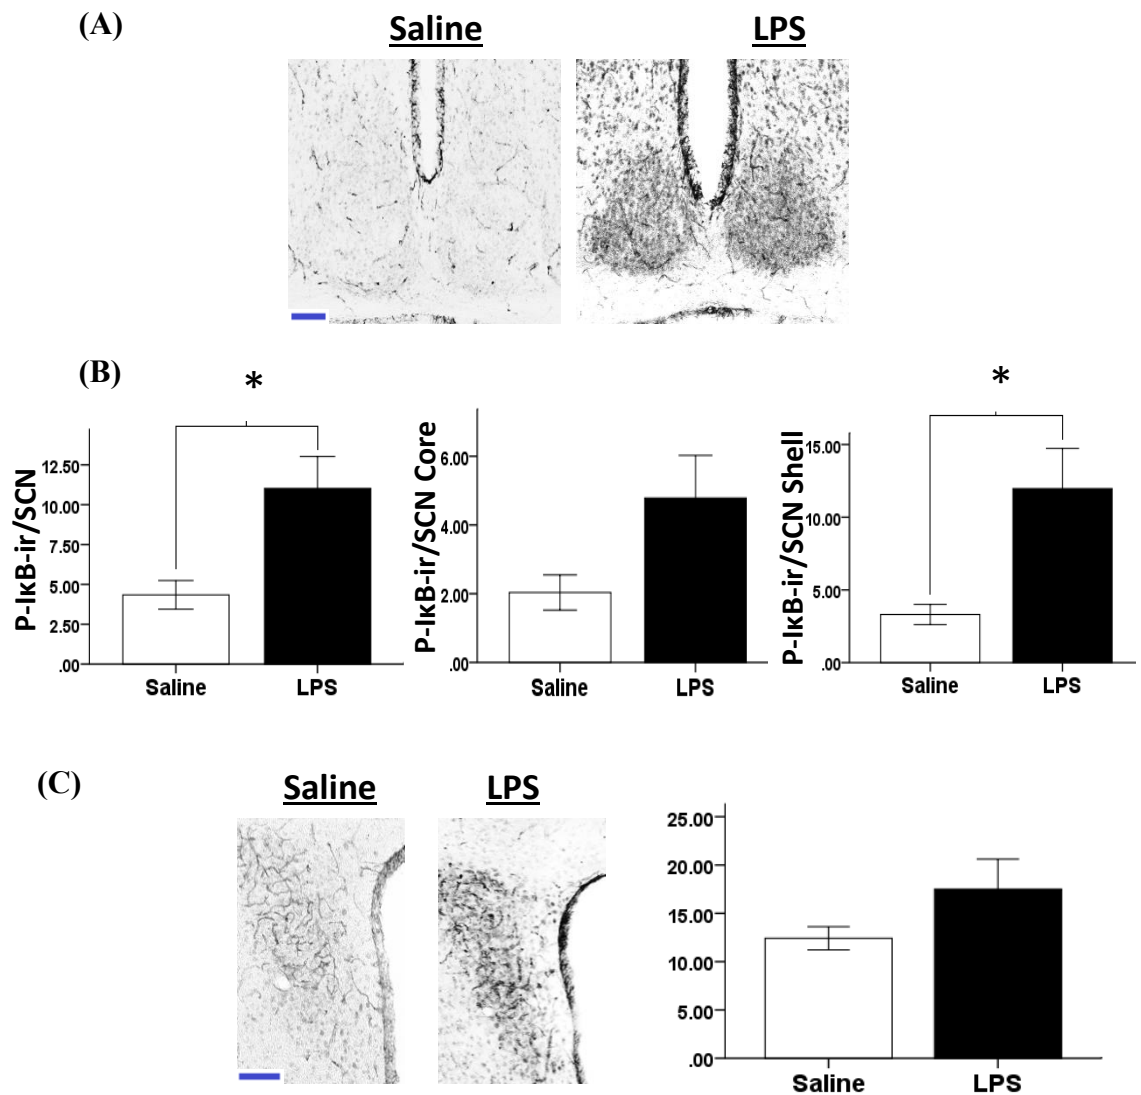 (A)
Saline LPS
(B)
* *
P-IκB-ir/SCN
12.50
10.00
7.50
5.00
2.50
.00
Saline LPS
P-IκB-ir/SCN Core
6.00
4.00
2.00
.00
Saline LPS
P-IκB-ir/SCN Shell
15.00
10.00
5.00
.00
Saline LPS
(C)
Saline LPS
25.00
20.00
15.00
10.00
5.00
.00
Saline LPS